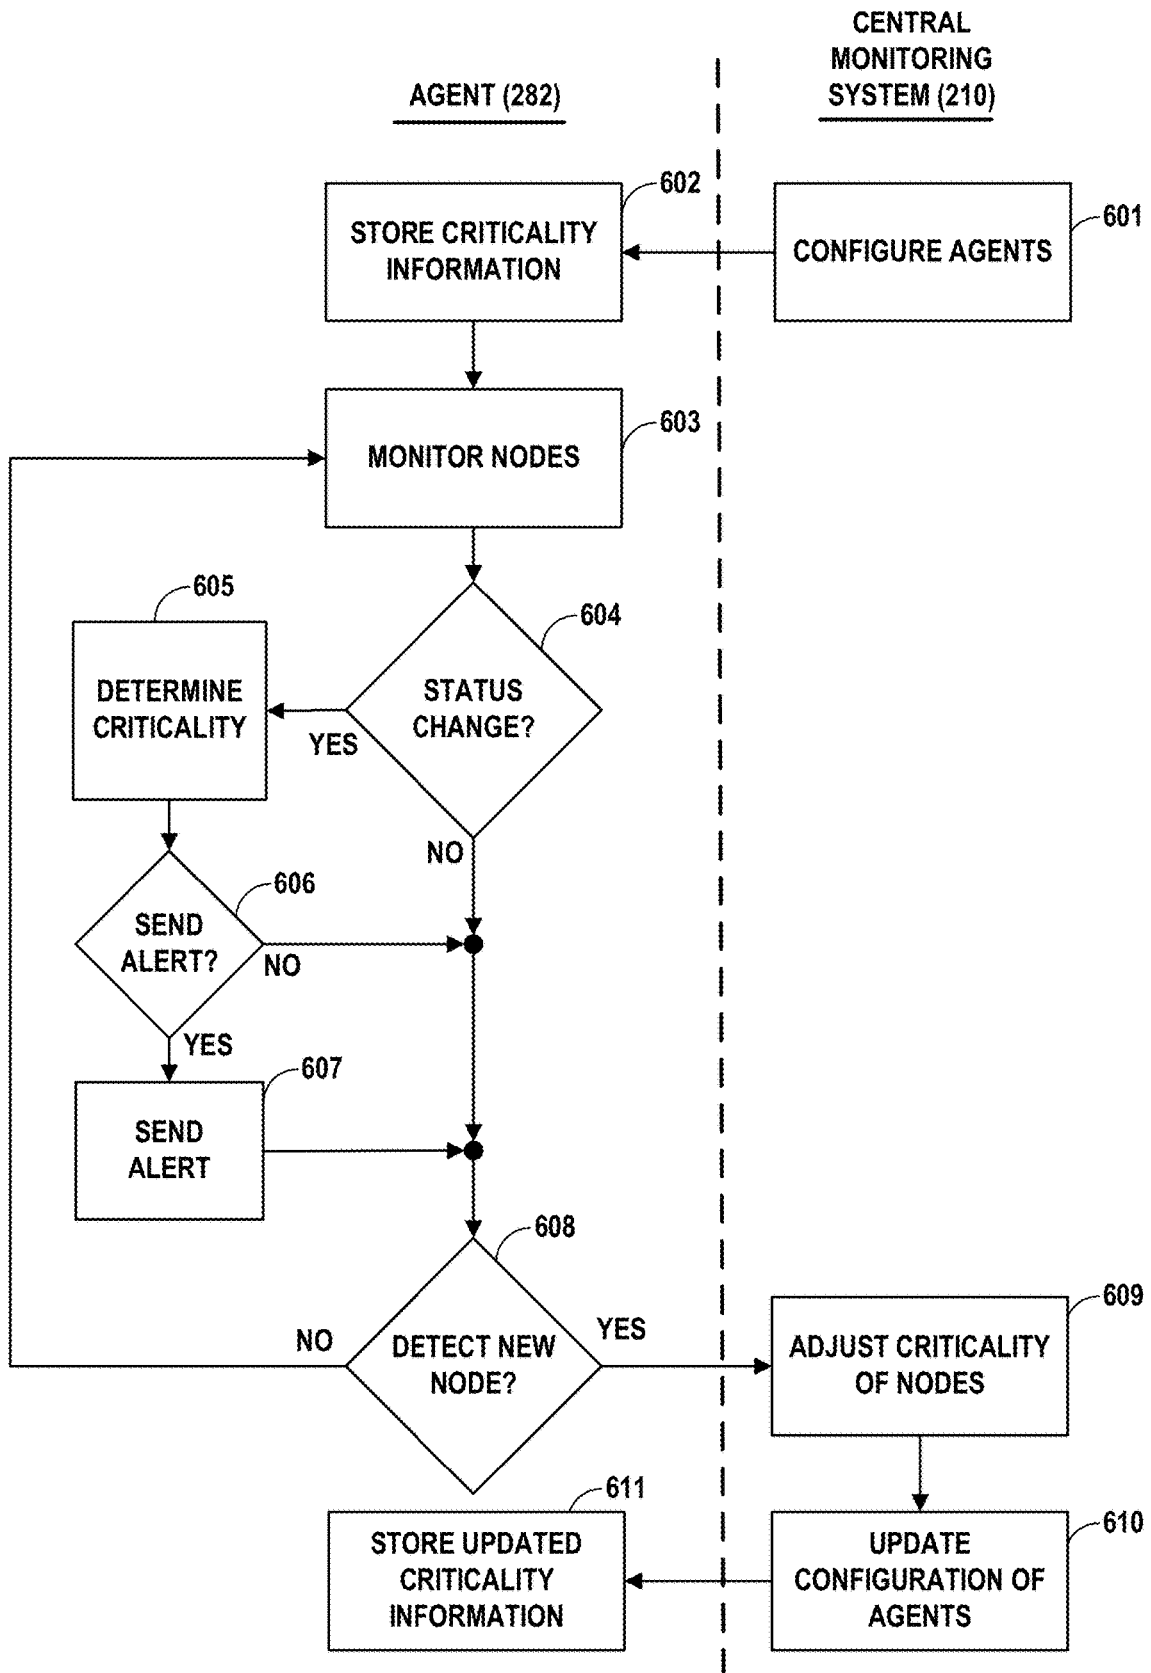 CENTRAL
MONITORING
SYSTEM (210)
AGENT (282)
602
STORE CRITICALITY
INFORMATION
601
CONFIGURE AGENTS
603
MONITOR NODES
605
DETERMINE
CRITICALITY
604
STATUS
CHANGE?
YES
NO
606
SEND
ALERT?
NO
YES
607
SEND
ALERT
608
DETECT NEW
NODE?
NO
YES
609
ADJUST CRITICALITY
OF NODES
611
STORE UPDATED
CRITICALITY
INFORMATION
610
UPDATE
CONFIGURATION OF
AGENTS